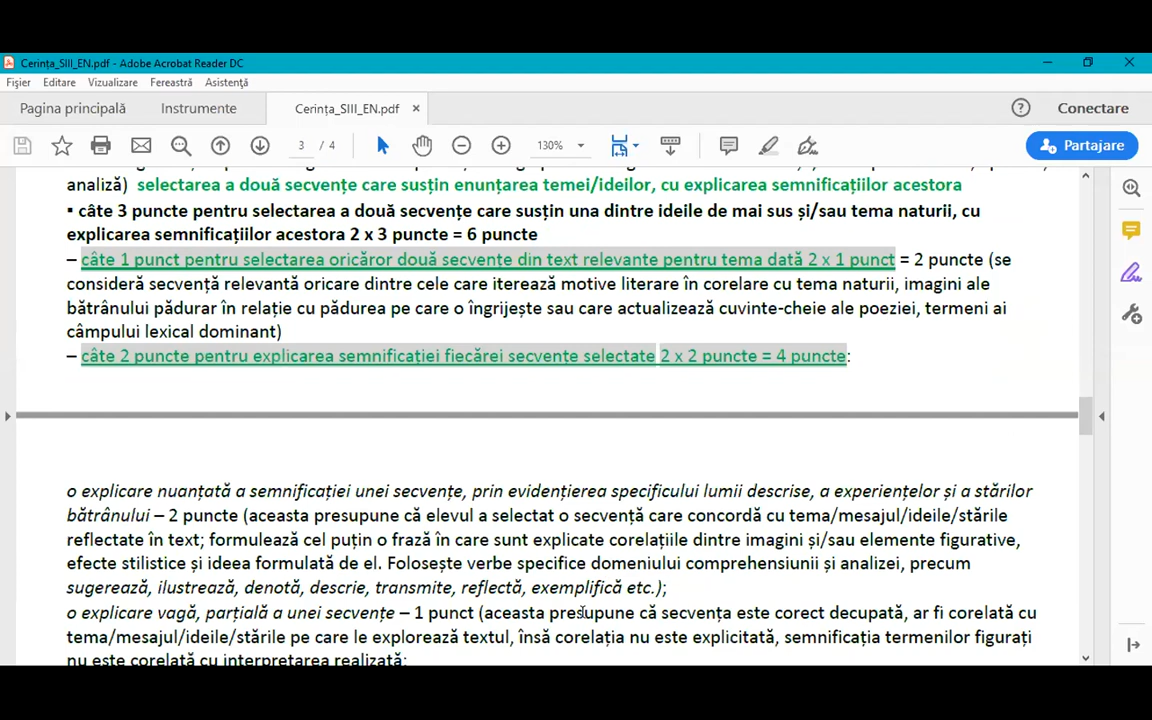 Cerința_SIII_EN.pdf - Adobe Acrobat Reader DC
Fișier Editare Vizualizare Fereastră Asistență
Pagina principală Instrumente Cerința_SIII_EN.pdf × Conectare
3 / 4 130% Partajare
analiză) selectarea a două secvențe care susțin enunțarea temei/ideilor, cu explicarea semnificațiilor acestora
▪ câte 3 puncte pentru selectarea a două secvențe care susțin una dintre ideile de mai sus și/sau tema naturii, cu
explicarea semnificațiilor acestora 2 x 3 puncte = 6 puncte
– câte 1 punct pentru selectarea oricăror două secvențe din text relevante pentru tema dată 2 x 1 punct = 2 puncte (se
consideră secvență relevantă oricare dintre cele care iterează motive literare în corelare cu tema naturii, imagini ale
bătrânului pădurar în relație cu pădurea pe care o îngrijește sau care actualizează cuvinte-cheie ale poeziei, termeni ai
câmpului lexical dominant)
– câte 2 puncte pentru explicarea semnificației fiecărei secvențe selectate 2 x 2 puncte = 4 puncte:
o explicare nuanțată a semnificației unei secvențe, prin evidențierea specificului lumii descrise, a experiențelor și a stărilor
bătrânului – 2 puncte (aceasta presupune că elevul a selectat o secvență care concordă cu tema/mesajul/ideile/stările
reflectate în text; formulează cel puțin o frază în care sunt explicate corelațiile dintre imagini și/sau elemente figurative,
efecte stilistice și ideea formulată de el. Folosește verbe specifice domeniului comprehensiunii și analizei, precum
sugerează, ilustrează, denotă, descrie, transmite, reflectă, exemplifică etc.);
o explicare vagă, parțială a unei secvențe – 1 punct (aceasta presupune că secvența este corect decupată, ar fi corelată cu
tema/mesajul/ideile/stările pe care le explorează textul, însă corelația nu este explicitată, semnificația termenilor figurați
nu este corelată cu interpretarea realizată;